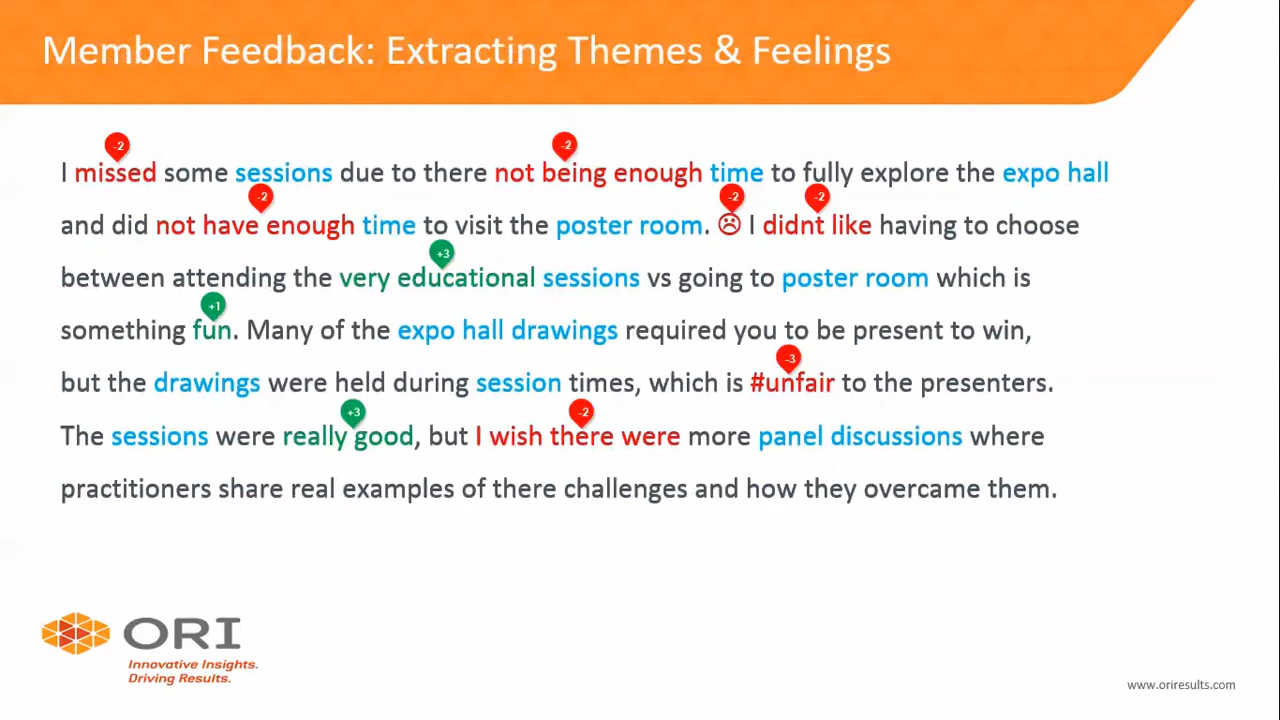 Member Feedback: Extracting Themes & Feelings
-2 -2
I missed some sessions due to there not being enough time to fully explore the expo hall
-2 -2 -2
and did not have enough time to visit the poster room. ☹ I didnt like having to choose
+3
between attending the very educational sessions vs going to poster room which is
+1
something fun. Many of the expo hall drawings required you to be present to win,
-3
but the drawings were held during session times, which is #unfair to the presenters.
+3 -2
The sessions were really good, but I wish there were more panel discussions where
practitioners share real examples of there challenges and how they overcame them.
ORI
Innovative Insights.
Driving Results.
www.oriresults.com